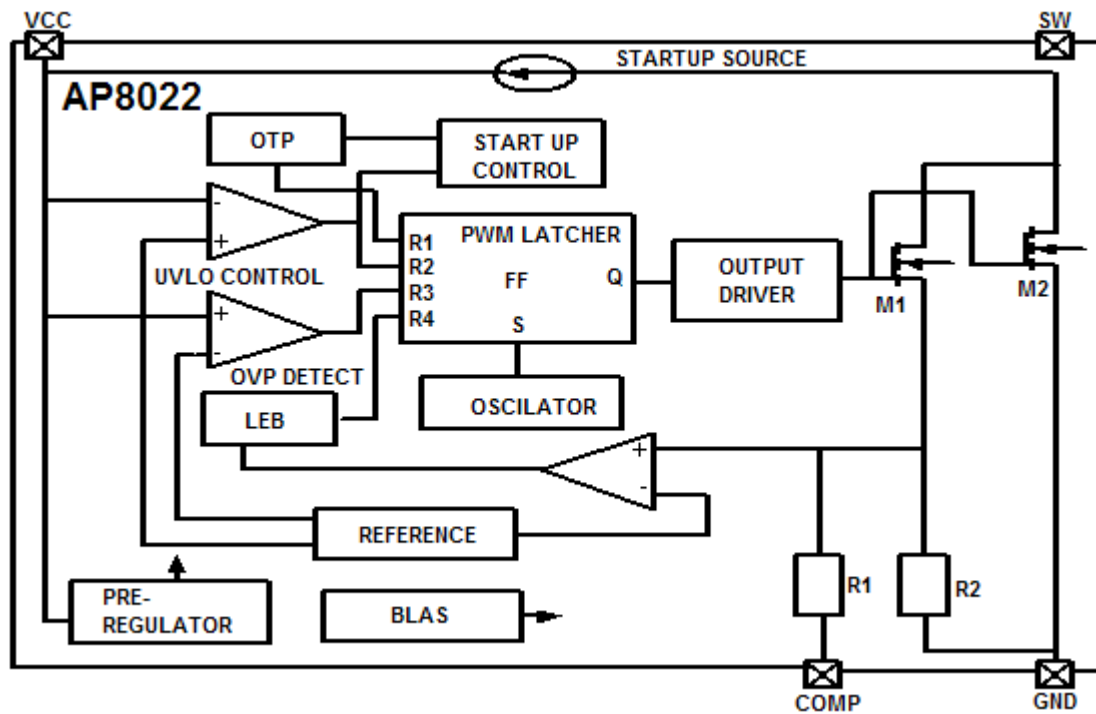 VCC
SW
STARTUP SOURCE
AP8022
OTP
START UP
CONTROL
-
+
UVLO CONTROL
R1
R2
R3
R4
PWM LATCHER
FF
Q
S
OUTPUT
DRIVER
M1
M2
+
-
OVP DETECT
LEB
OSCILATOR
+
-
REFERENCE
PRE-
REGULATOR
BLAS
R1
R2
COMP
GND